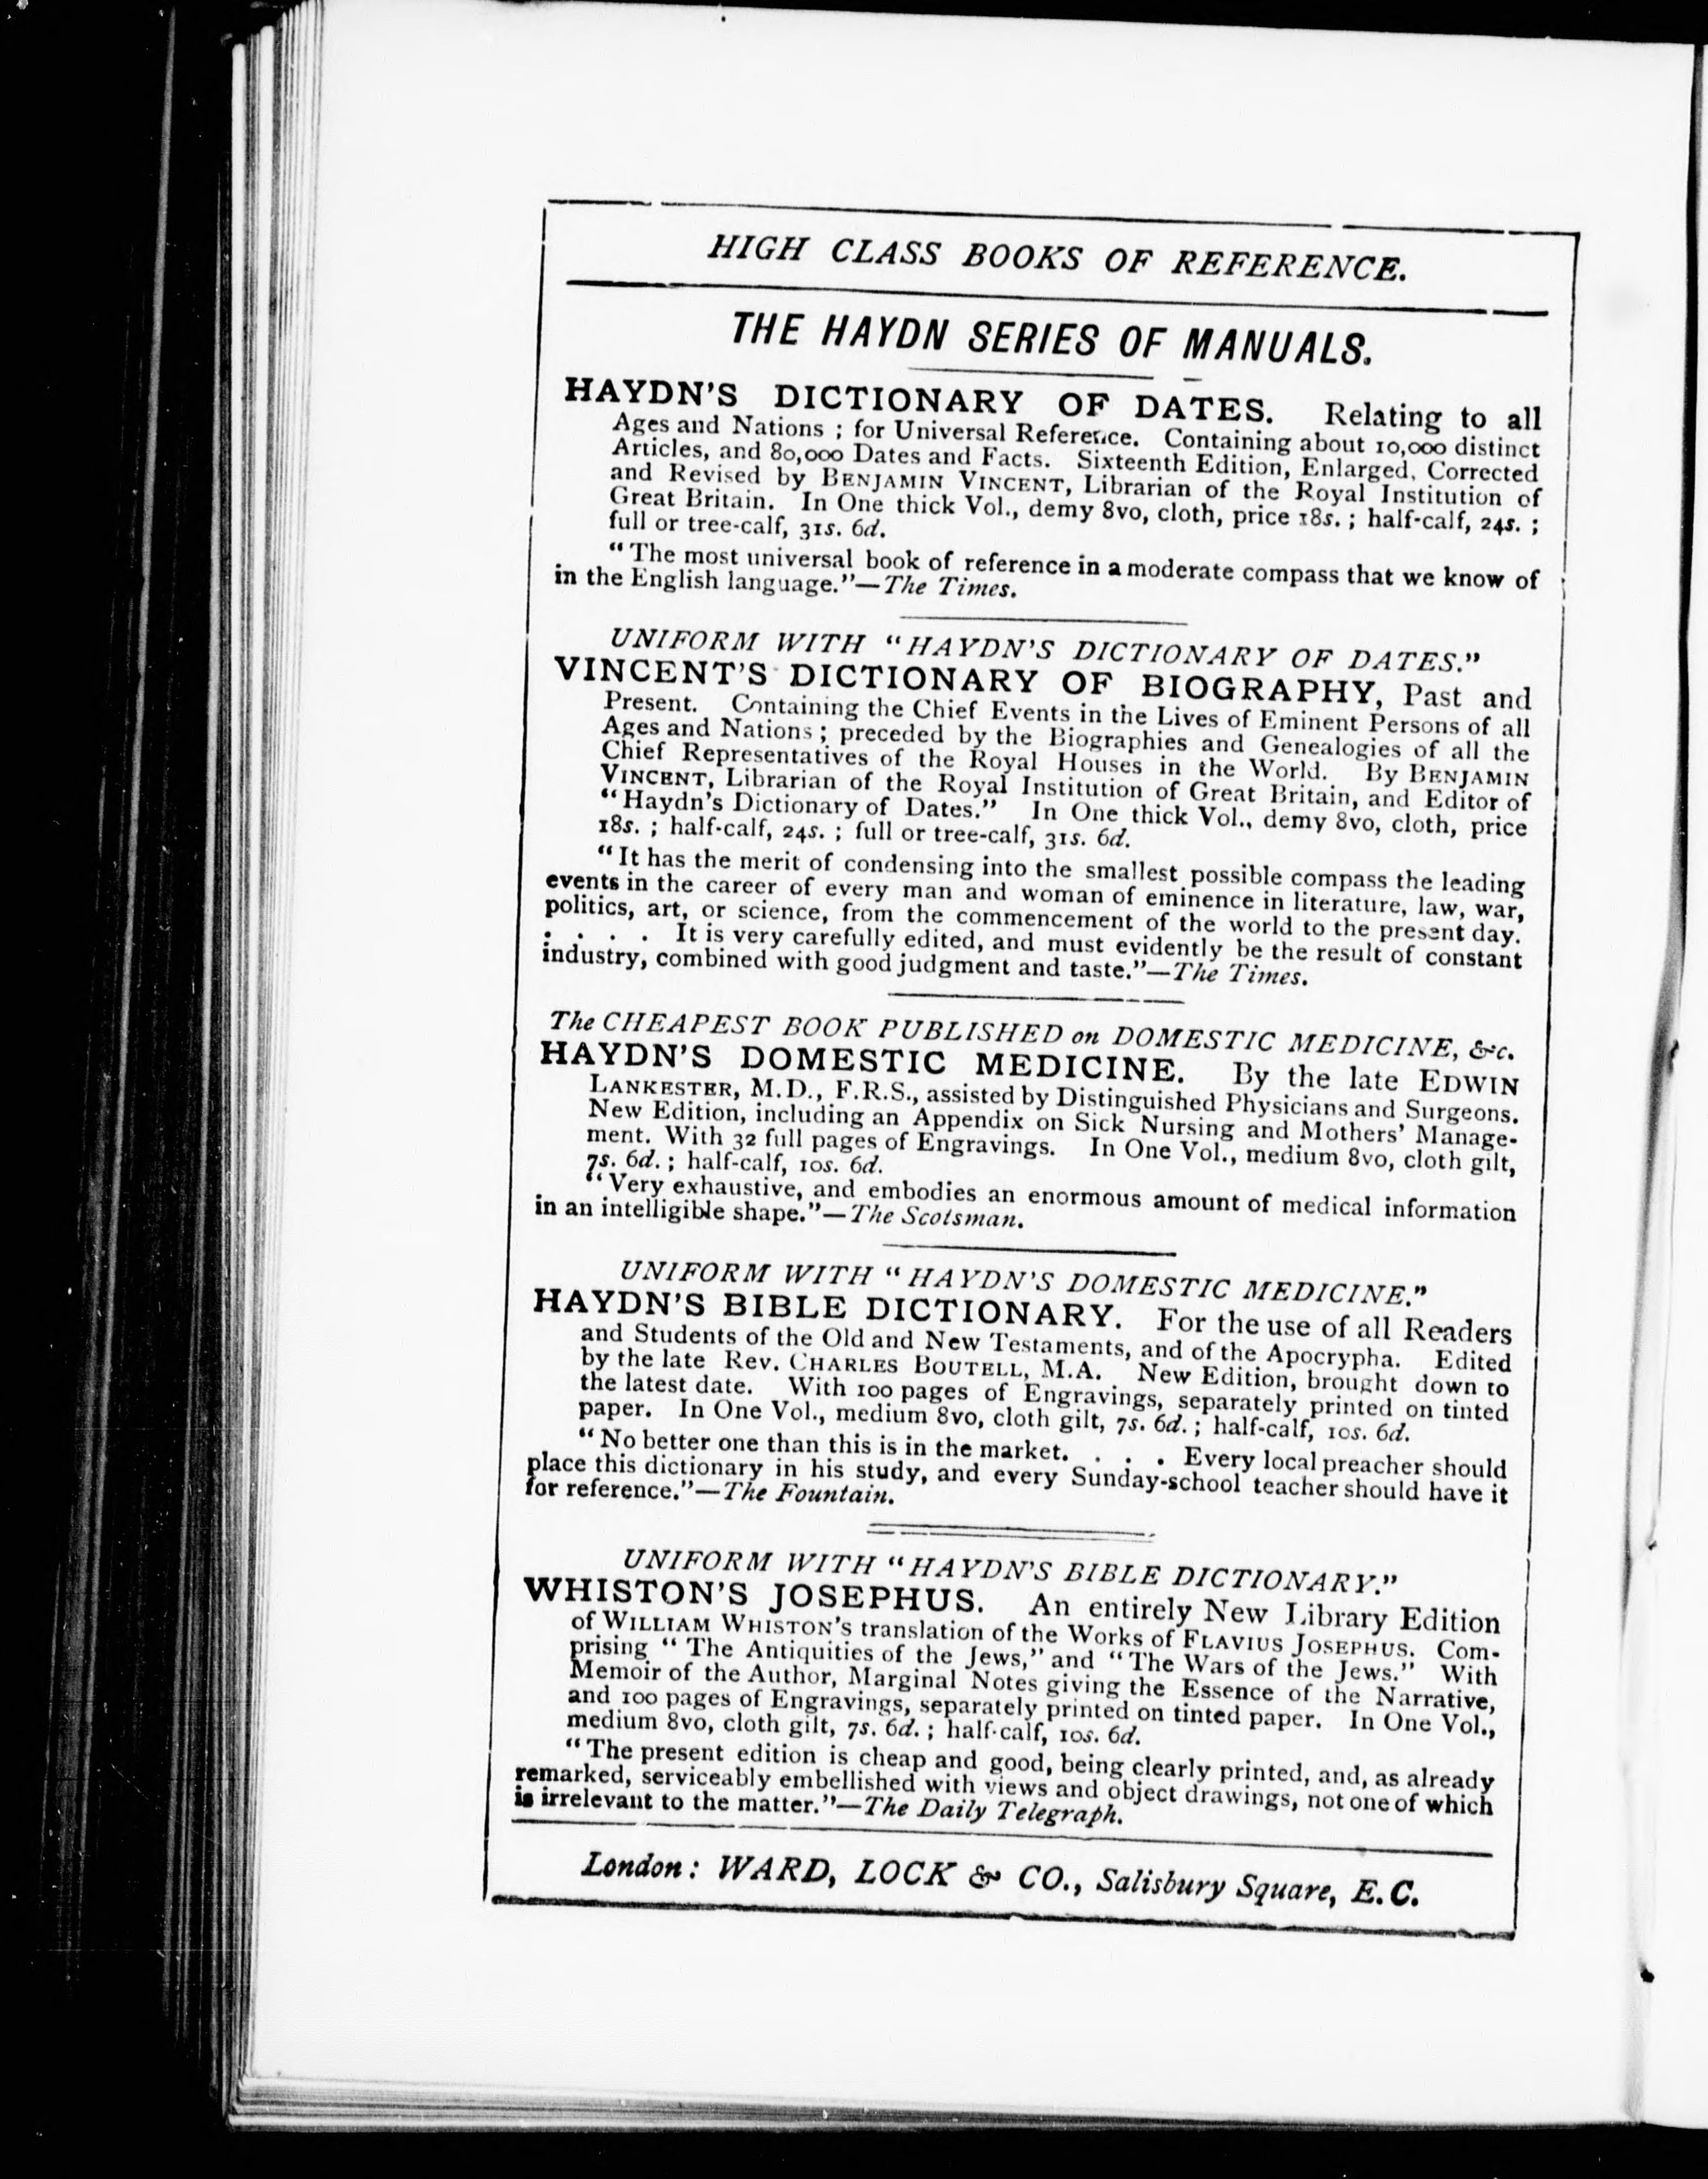 HIGH CLASS BOOKS OF REFERENCE.
THE HAYDN SERIES OF MANUALS.
HAYDN'S DICTIONARY OF DATES. Relating to all
Ages and Nations ; for Universal Reference. Containing about 10,000 distinct
Articles, and 80,000 Dates and Facts. Sixteenth Edition, Enlarged, Corrected
and Revised by BENJAMIN VINCENT, Librarian of the Royal Institution of
Great Britain. In One thick Vol., demy 8vo, cloth, price 18s. ; half-calf, 24s. ;
full or tree-calf, 31s. 6d.
“The most universal book of reference in a moderate compass that we know of
in the English language.”—The Times.
UNIFORM WITH “HAYDN'S DICTIONARY OF DATES.”
VINCENT'S DICTIONARY OF BIOGRAPHY, Past and
Present. Containing the Chief Events in the Lives of Eminent Persons of all
Ages and Nations ; preceded by the Biographies and Genealogies of all the
Chief Representatives of the Royal Houses in the World. By BENJAMIN
VINCENT, Librarian of the Royal Institution of Great Britain, and Editor of
“Haydn's Dictionary of Dates.” In One thick Vol., demy 8vo, cloth, price
18s. ; half-calf, 24s. ; full or tree-calf, 31s. 6d.
“It has the merit of condensing into the smallest possible compass the leading
events in the career of every man and woman of eminence in literature, law, war,
politics, art, or science, from the commencement of the world to the present day.
. . . . It is very carefully edited, and must evidently be the result of constant
industry, combined with good judgment and taste.”—The Times.
The CHEAPEST BOOK PUBLISHED on DOMESTIC MEDICINE, &c.
HAYDN'S DOMESTIC MEDICINE. By the late EDWIN
LANKESTER, M.D., F.R.S., assisted by Distinguished Physicians and Surgeons.
New Edition, including an Appendix on Sick Nursing and Mothers' Manage-
ment. With 32 full pages of Engravings. In One Vol., medium 8vo, cloth gilt,
7s. 6d. ; half-calf, 10s. 6d.
“Very exhaustive, and embodies an enormous amount of medical information
in an intelligible shape.”—The Scotsman.
UNIFORM WITH “HAYDN'S DOMESTIC MEDICINE.”
HAYDN'S BIBLE DICTIONARY. For the use of all Readers
and Students of the Old and New Testaments, and of the Apocrypha. Edited
by the late Rev. CHARLES BOUTELL, M.A. New Edition, brought down to
the latest date. With 100 pages of Engravings, separately printed on tinted
paper. In One Vol., medium 8vo, cloth gilt, 7s. 6d. ; half-calf, 10s. 6d.
“No better one than this is in the market. . . . Every local preacher should
place this dictionary in his study, and every Sunday-school teacher should have it
for reference.”—The Fountain.
UNIFORM WITH “HAYDN'S BIBLE DICTIONARY.”
WHISTON'S JOSEPHUS. An entirely New Library Edition
of WILLIAM WHISTON's translation of the Works of FLAVIUS JOSEPHUS. Com-
prising “The Antiquities of the Jews,” and “The Wars of the Jews.” With
Memoir of the Author, Marginal Notes giving the Essence of the Narrative,
and 100 pages of Engravings, separately printed on tinted paper. In One Vol.,
medium 8vo, cloth gilt, 7s. 6d. ; half-calf, 10s. 6d.
“The present edition is cheap and good, being clearly printed, and, as already
remarked, serviceably embellished with views and object drawings, not one of which
is irrelevant to the matter.”—The Daily Telegraph.
London: WARD, LOCK & CO., Salisbury Square, E.C.